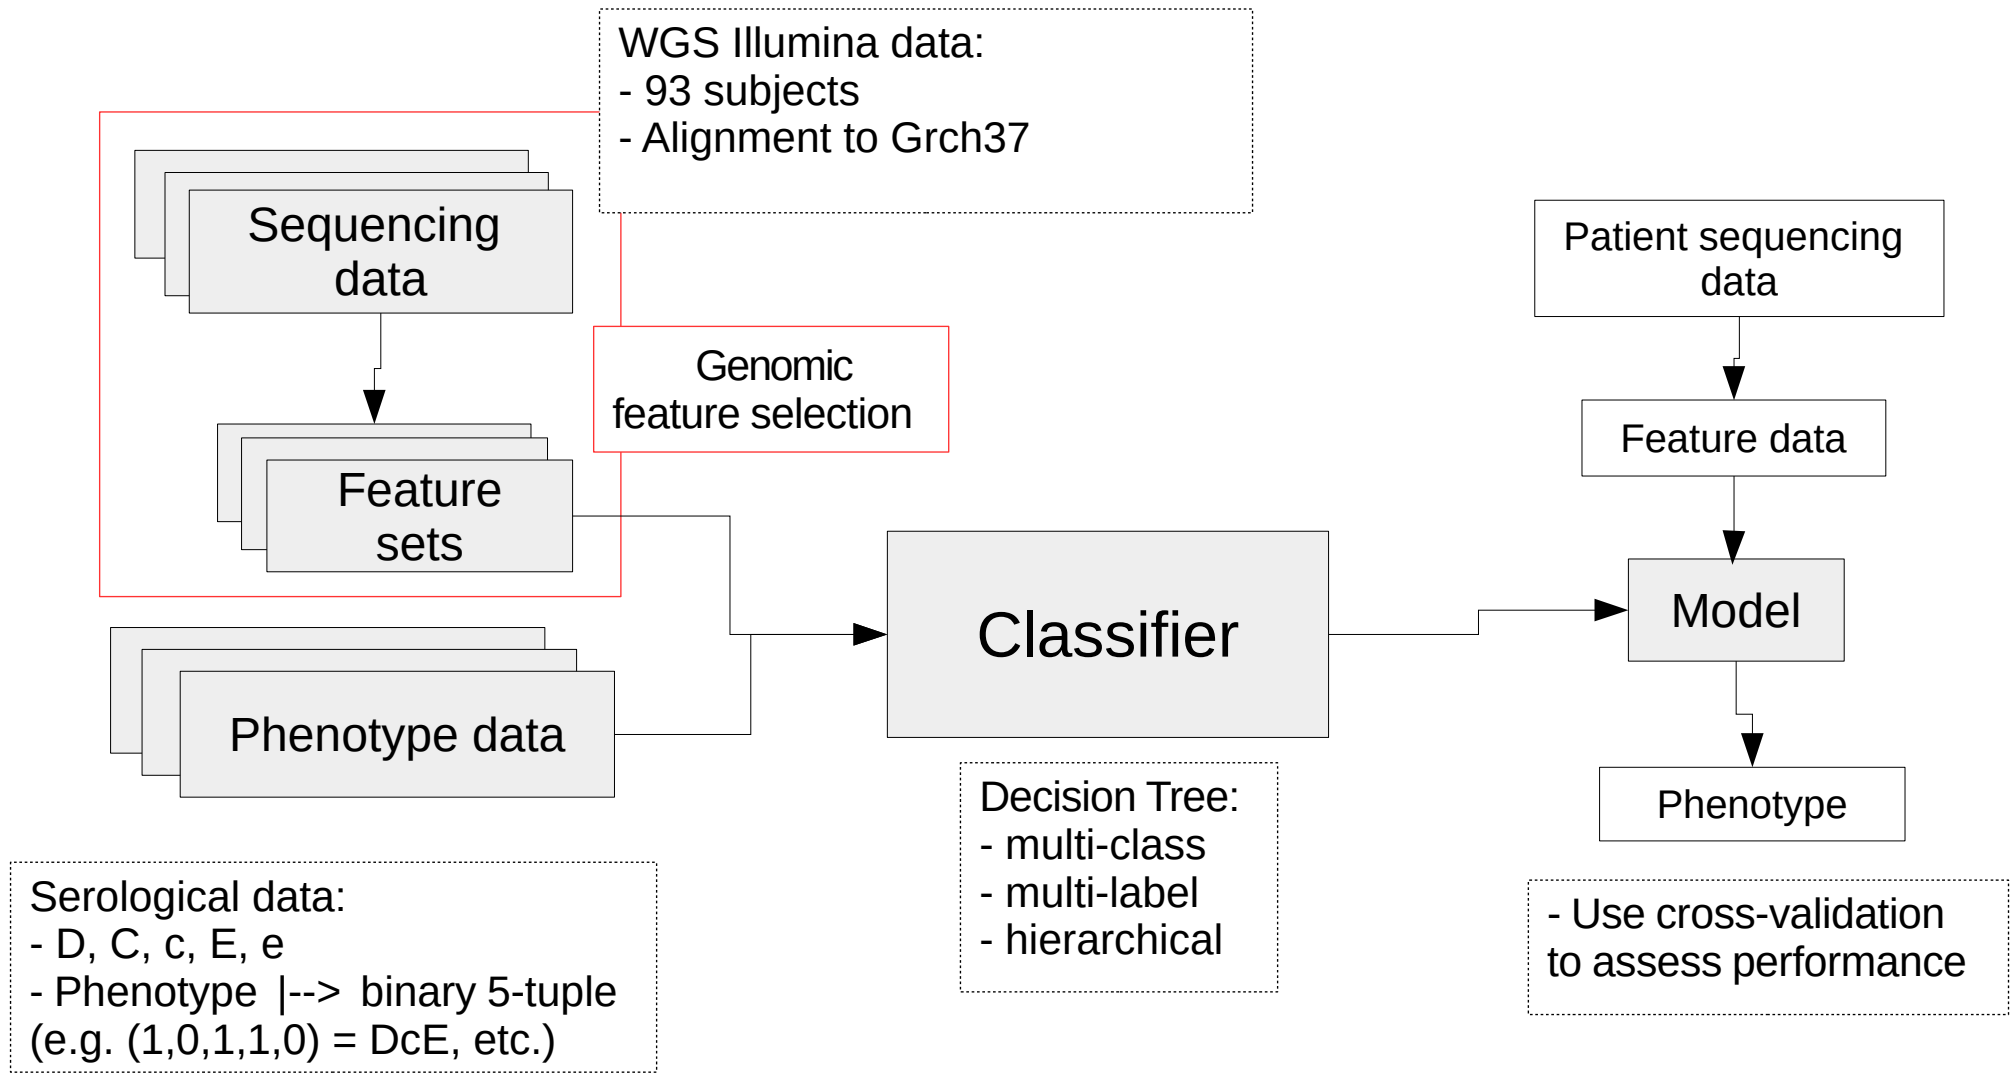 WGS Illumina data:
- 93 subjects
- Alignment to Grch37
Sequencing
data
Genomic
feature selection
Feature
sets
Phenotype data
Serological data:
- D, C, c, E, e
- Phenotype |--> binary 5-tuple
(e.g. (1,0,1,1,0) = DcE, etc.)
Classifier
Decision Tree:
- multi-class
- multi-label
- hierarchical
Patient sequencing
data
Feature data
Model
Phenotype
- Use cross-validation
to assess performance